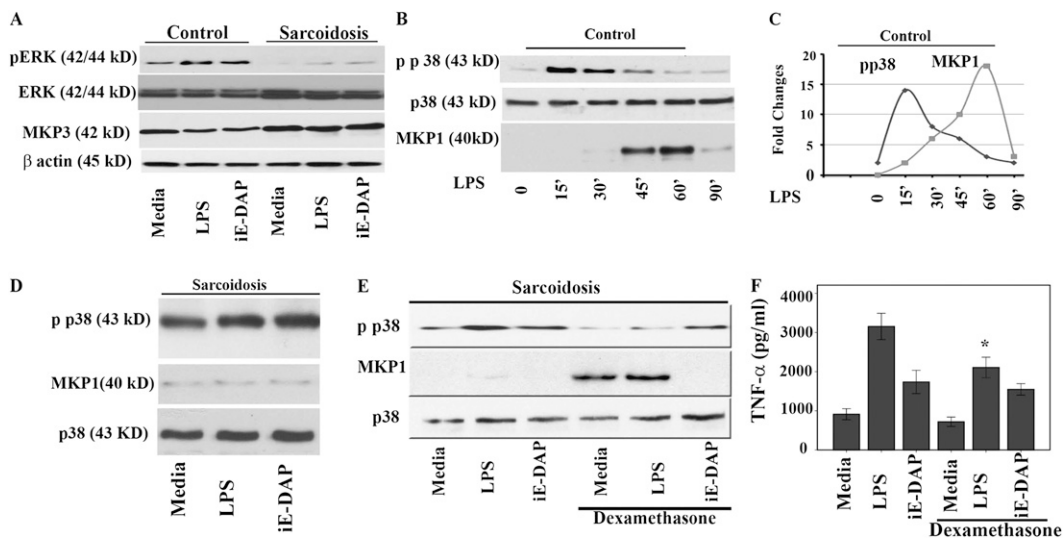 A
Control Sarcoidosis
pERK (42/44 kD)
ERK (42/44 kD)
MKP3 (42 kD)
β actin (45 kD)
Media LPS iE-DAP Media LPS iE-DAP
B
Control
p p 38 (43 kD)
p38 (43 kD)
MKP1 (40kD)
LPS 0 15’ 30’ 45’ 60’ 90’
C
Control
pp38 MKP1
Fold Changes
20
15
10
5
0
LPS 0 15’ 30’ 45’ 60’ 90’
D
Sarcoidosis
p p38 (43 kD)
MKP1(40 kD)
p38 (43 KD)
Media LPS iE-DAP
E
Sarcoidosis
p p38
MKP1
p38
Media LPS iE-DAP Media LPS iE-DAP
Dexamethasone
F
TNF-α (pg/ml)
4000
3000
2000
1000
0
*
Media LPS iE-DAP Media LPS iE-DAP
Dexamethasone